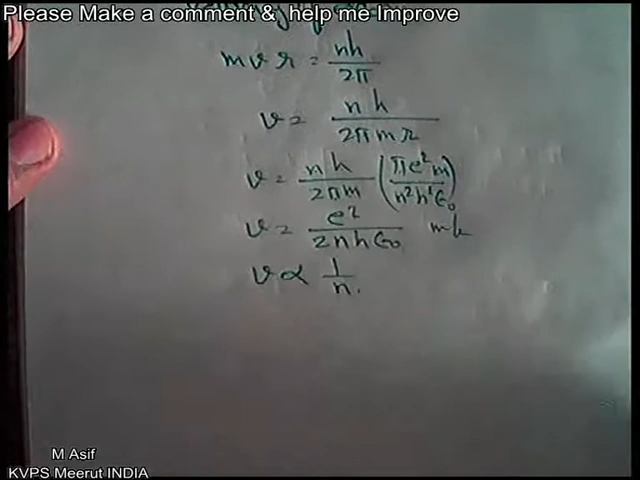 Please Make a comment & help me Improve
mvr = nh/2π
v = nh/2πmr
v = nh/2πm (πe²m/n²h²ε₀)
v = e²/2nhε₀
v ∝ 1/n.
M Asif
KVPS Meerut INDIA